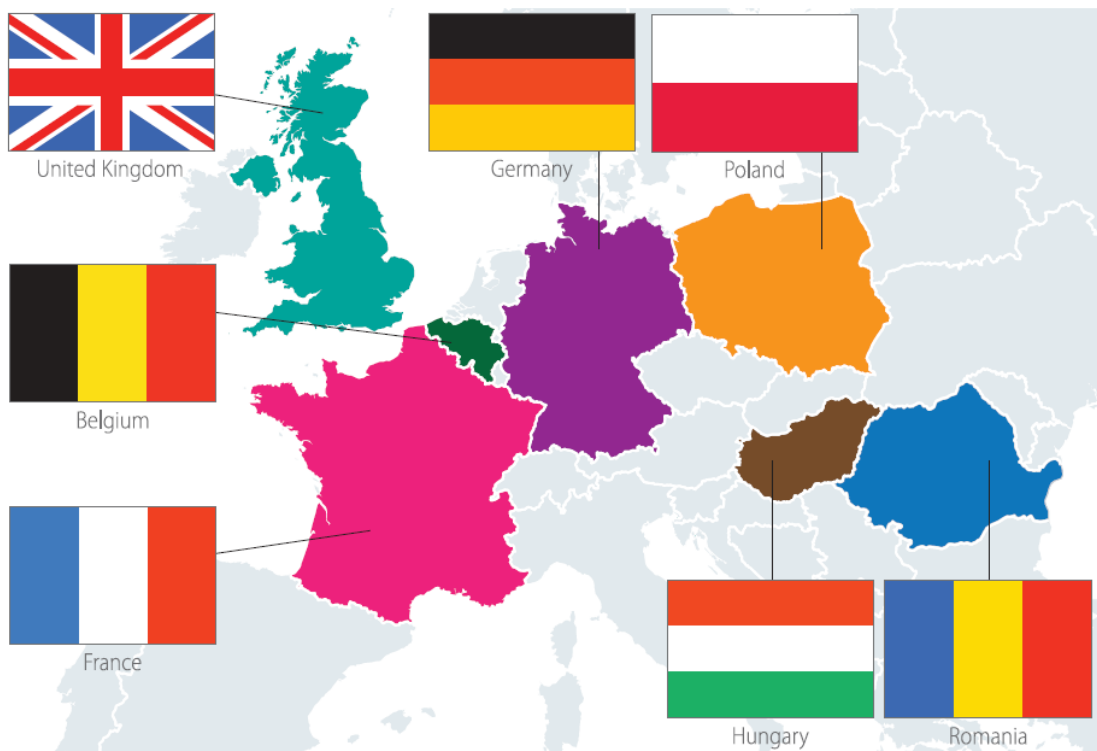 United Kingdom
Germany
Poland
Belgium
France
Hungary
Romania